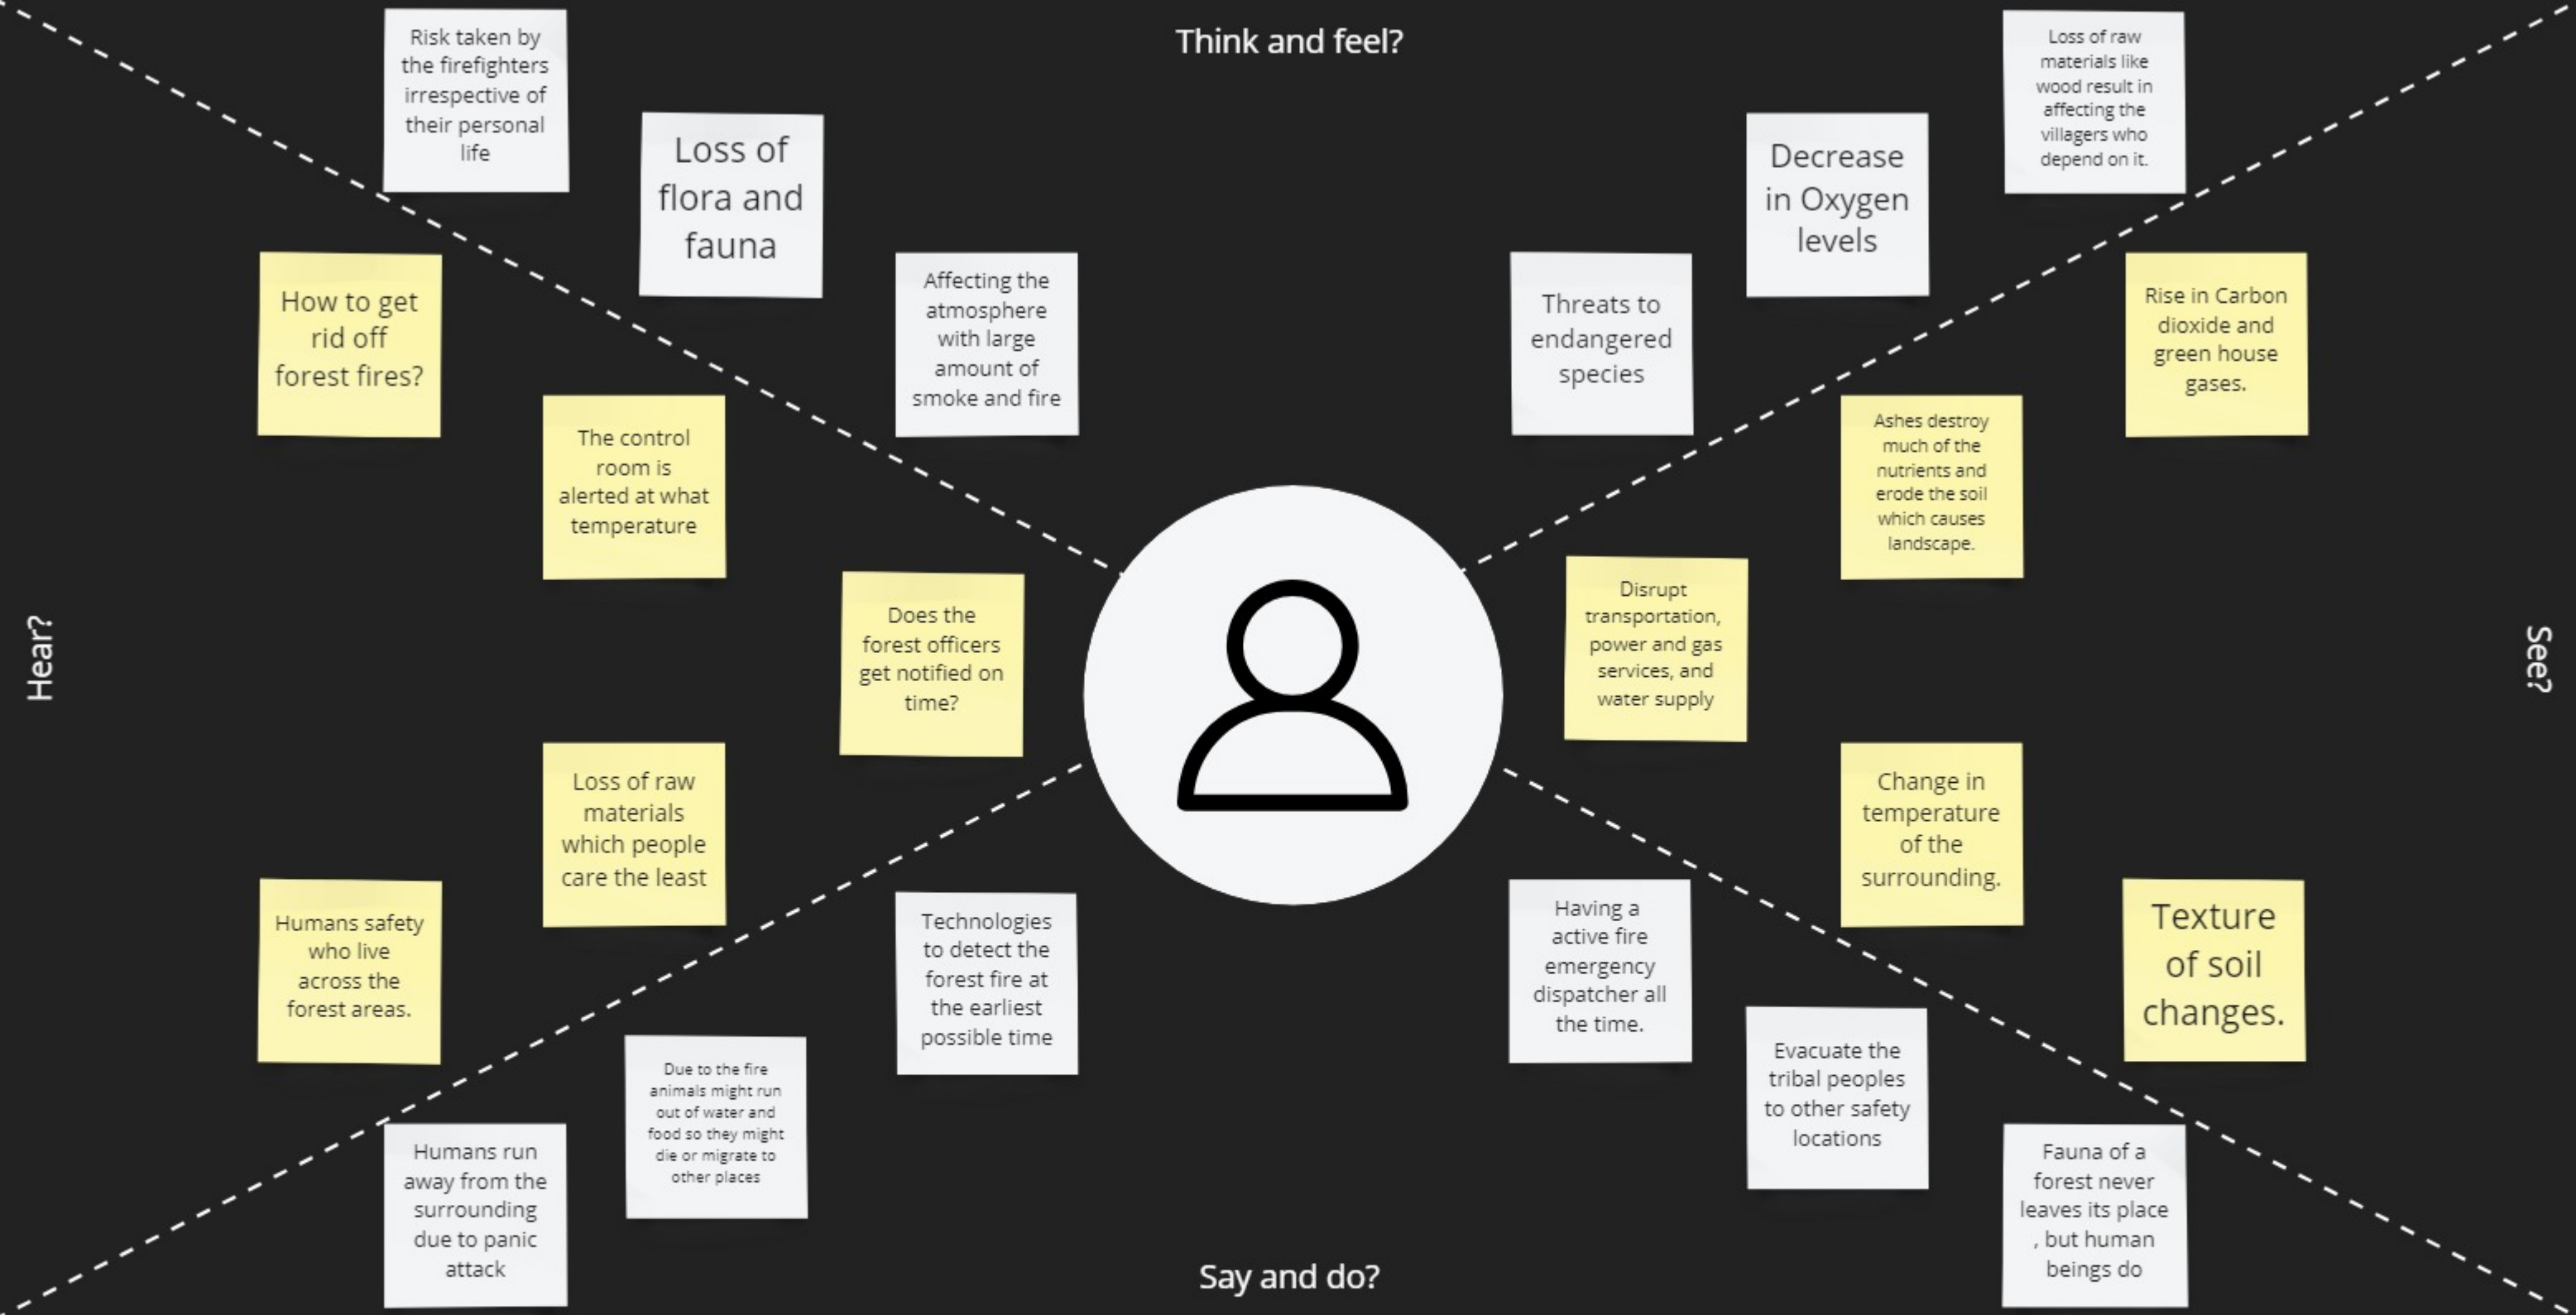 Think and feel?
Risk taken by
the firefighters
irrespective of
their personal
life
Loss of
flora and
fauna
Affecting the
atmosphere
with large
amount of
smoke and fire
Threats to
endangered
species
Decrease
in Oxygen
levels
Loss of raw
materials like
wood result in
affecting the
villagers who
depend on it.
Hear?
How to get
rid off
forest fires?
The control
room is
alerted at what
temperature
Does the
forest officers
get notified on
time?
Loss of raw
materials
which people
care the least
Humans safety
who live
across the
forest areas.
See?
Rise in Carbon
dioxide and
green house
gases.
Ashes destroy
much of the
nutrients and
erode the soil
which causes
landscape.
Disrupt
transportation,
power and gas
services, and
water supply
Change in
temperature
of the
surrounding.
Texture
of soil
changes.
Technologies
to detect the
forest fire at
the earliest
possible time
Due to the fire
animals might run
out of water and
food so they might
die or migrate to
other places
Humans run
away from the
surrounding
due to panic
attack
Having a
active fire
emergency
dispatcher all
the time.
Evacuate the
tribal peoples
to other safety
locations
Fauna of a
forest never
leaves its place
, but human
beings do
Say and do?